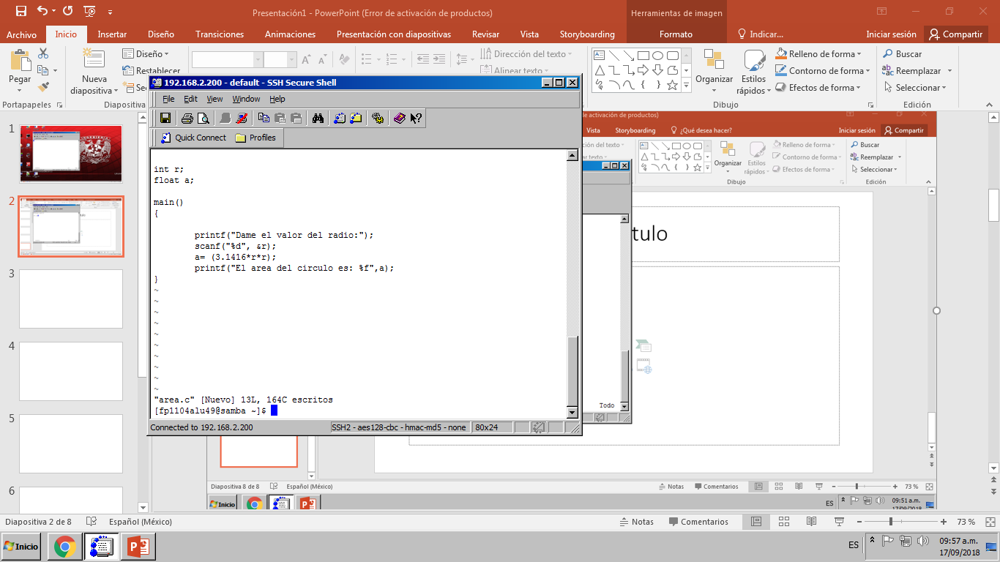 Presentación1 - PowerPoint (Error de activación de productos)
Herramientas de imagen
Archivo Inicio Insertar Diseño Transiciones Animaciones Presentación con diapositivas Revisar Vista Storyboarding Formato Indicar... Iniciar sesión Compartir
Pegar
Nueva diapositiva
Diseño
Restablecer
Dirección del texto
Alinear texto
Organizar
Estilos rápidos
Relleno de forma
Contorno de forma
Efectos de forma
Buscar
Reemplazar
Seleccionar
Portapapeles Diapositiva Dibujo Edición
192.168.2.200 - default - SSH Secure Shell
File Edit View Window Help
Quick Connect Profiles
int r;
float a;
main()
{
printf("Dame el valor del radio:");
scanf("%d", &r);
a= (3.1416*r*r);
printf("El area del circulo es: %f",a);
}
~
~
~
~
~
~
~
~
~
~
"area.c" [Nuevo] 13L, 164C escritos
[fp1104alu49@samba ~]$
Connected to 192.168.2.200 SSH2 - aes128-cbc - hmac-md5 - none 80x24
de activación de productos)
Vista Storyboarding ¿Qué desea hacer? Iniciar sesión Compartir
Organizar
Estilos rápidos
Relleno de forma
Contorno de forma
Efectos de forma
Buscar
Reemplazar
Seleccionar
Dibujo Edición
tulo
Todo
Diapositiva 8 de 8 Español (México) Notas Comentarios 73 %
Inicio ES 09:51 a.m.
17/09/2018
1
2
3
4
5
6
Diapositiva 2 de 8 Español (México) Notas Comentarios 73 %
Inicio ES 09:57 a.m.
17/09/2018